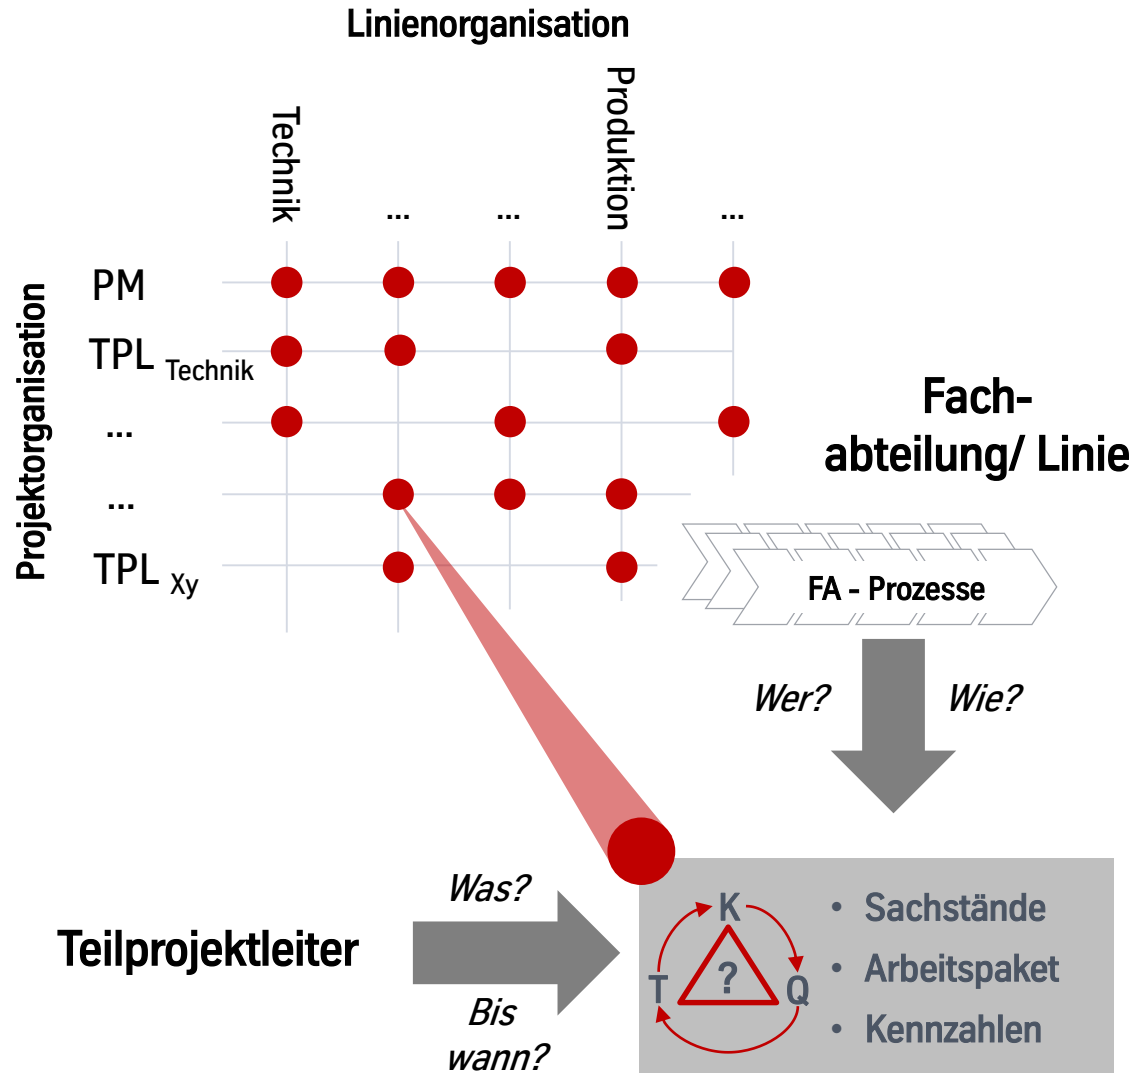 Linienorganisation
Technik
...
...
Produktion
...
Projektorganisation
PM
TPL Technik
...
...
TPL Xy
Fach-
abteilung/ Linie
FA - Prozesse
Wer?
Wie?
Was?
Teilprojektleiter
Bis
wann?
K
?
T
Q
• Sachstände
• Arbeitspaket
• Kennzahlen